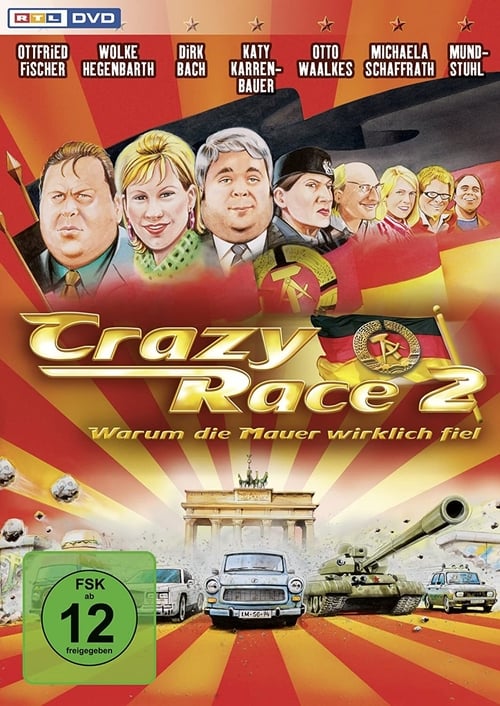 RTL DVD
OTTFRIED FISCHER
WOLKE HEGENBARTH
DIRK BACH
KATY KARREN-BAUER
OTTO WAALKES
MICHAELA SCHAFFRATH
MUND-STUHL
Crazy
Race 2
Warum die Mauer wirklich fiel
FSK
ab
12
freigegeben